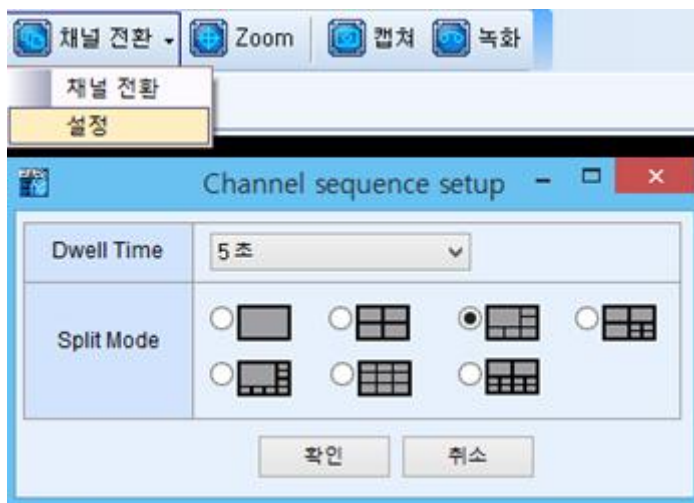 채널 전환 Zoom 캡쳐 녹화
채널 전환
설정
Channel sequence setup
Dwell Time 5초
Split Mode
확인 취소